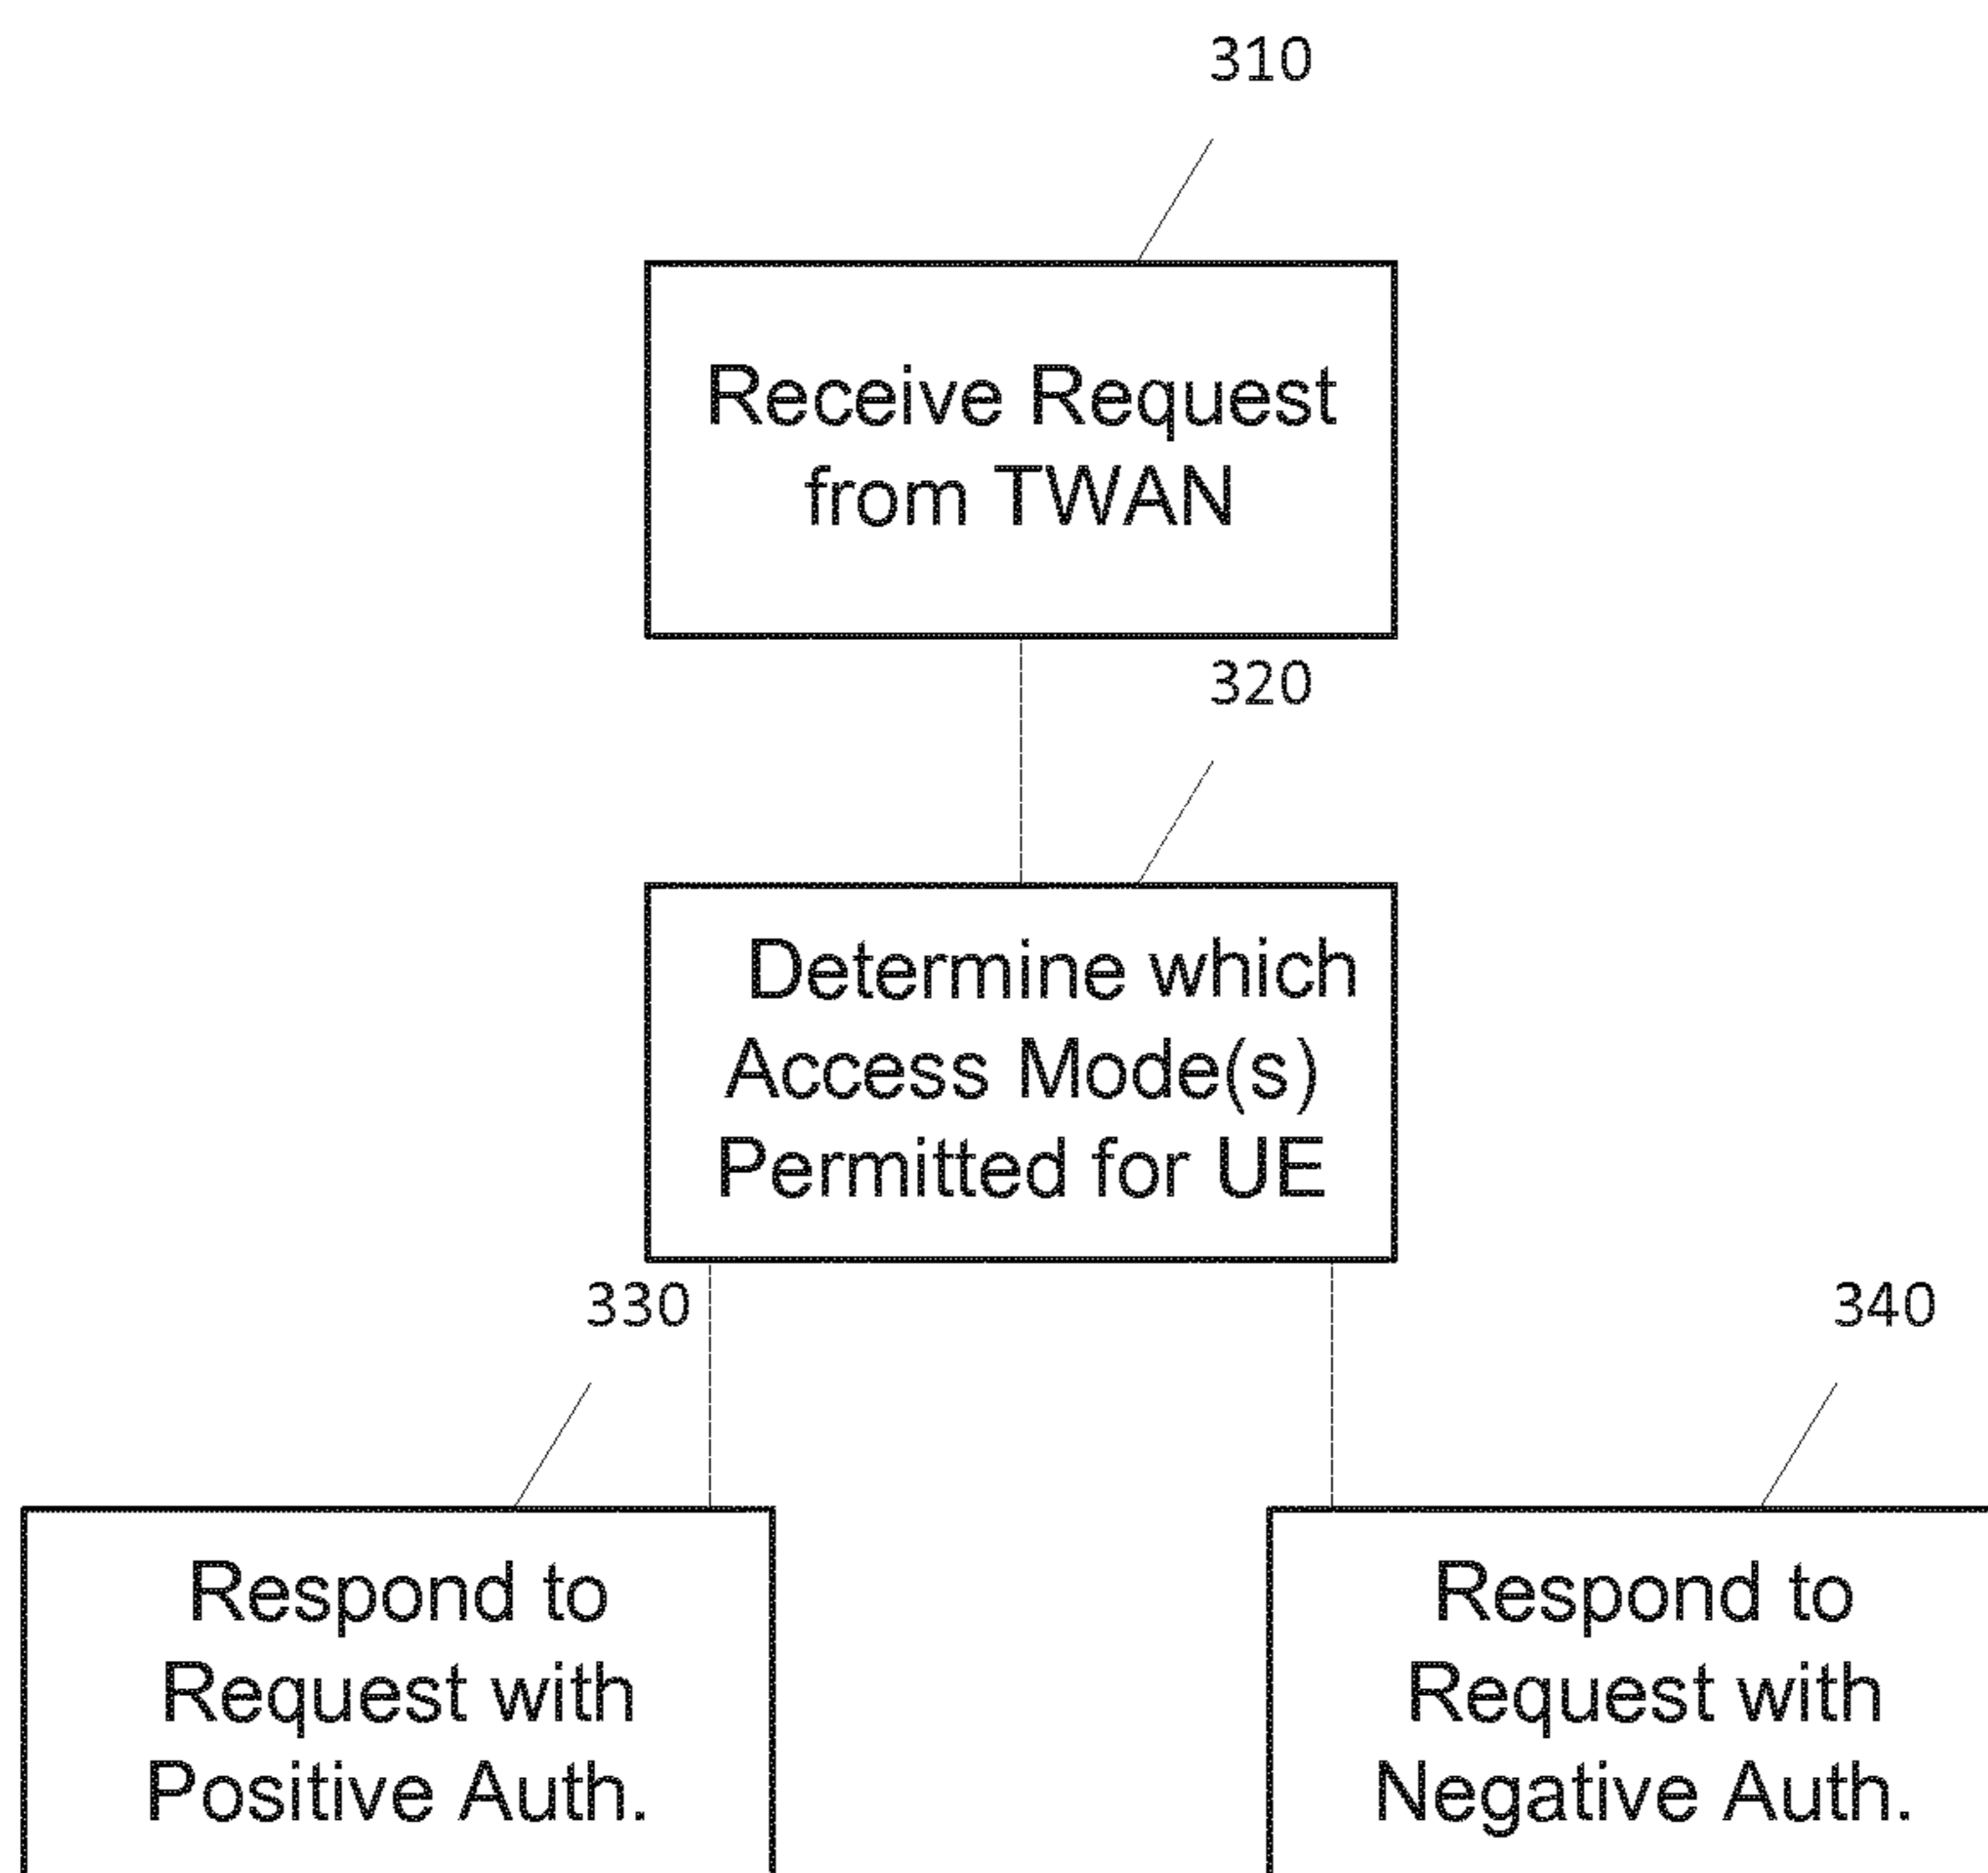 310
Receive Request
from TWAN
320
Determine which
Access Mode(s)
Permitted for UE
330
340
Respond to
Request with
Positive Auth.
Respond to
Request with
Negative Auth.